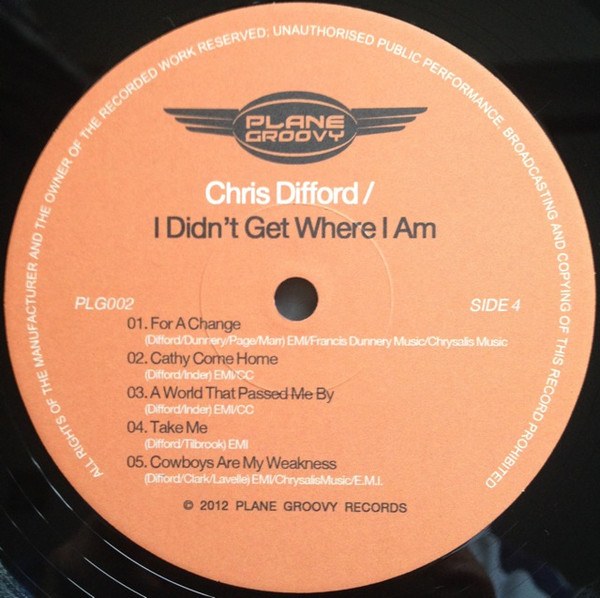 ALL RIGHTS OF THE MANUFACTURER AND THE OWNER OF THE RECORDED WORK RESERVED; UNAUTHORISED PUBLIC PERFORMANCE, BROADCASTING AND COPYING OF THIS RECORD PROHIBITED
PLANE
GROOVY
Chris Difford /
I Didn't Get Where I Am
PLG002
SIDE 4
01. For A Change
(Difford/Dunnery/Page/Marr) EMI/Francis Dunnery Music/Chrysalis Music
02. Cathy Come Home
(Difford/Inder) EMI/CC
03. A World That Passed Me By
(Difford/Inder) EMI/CC
04. Take Me
(Difford/Tilbrook) EMI
05. Cowboys Are My Weakness
(Difford/Clark/Lavelle) EMI/ChrysalisMusic/E.M.I.
© 2012 PLANE GROOVY RECORDS